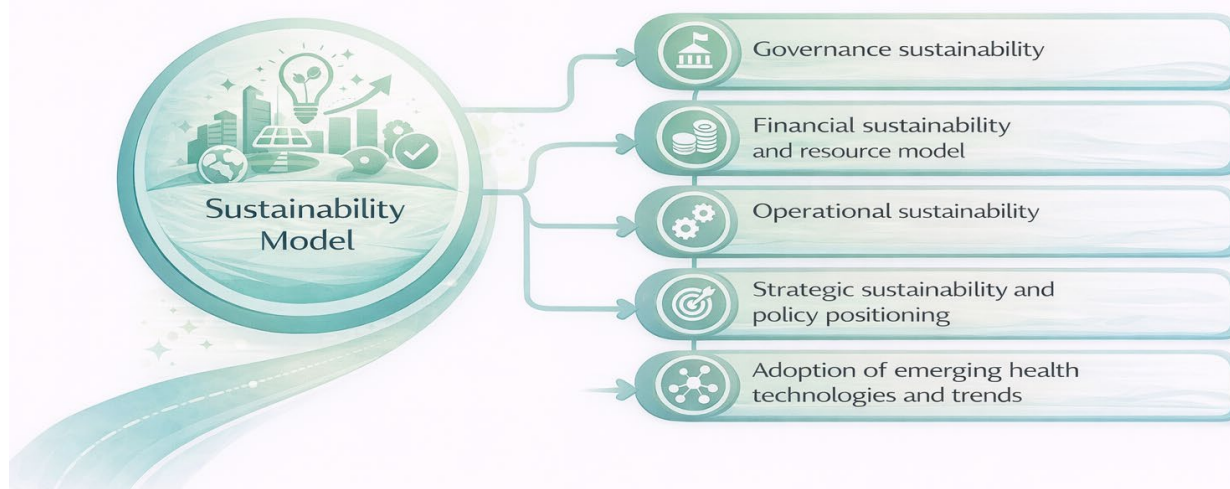 Sustainability
Model
Governance sustainability
Financial sustainability
and resource model
Operational sustainability
Strategic sustainability and
policy positioning
Adoption of emerging health
technologies and trends